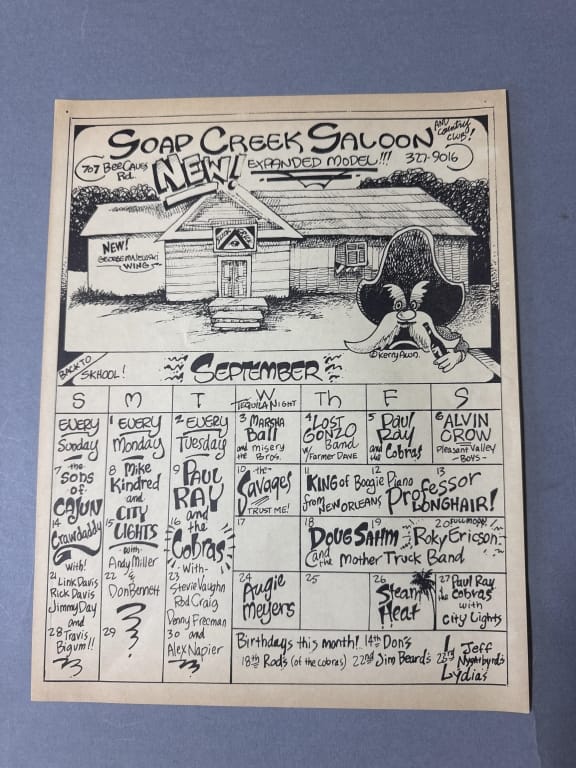 SOAP CREEK SALOON
AND COUNTRY CLUB!
707 BEE CAVES Rd.
NEW!
EXPANDED MODEL!!!
327-9016
NEW!
GEORGE MAJEWSKI
WING
©Kerry Awn.
BACK TO SKHOOL!
SEPTEMBER
S M T W Th F S
TEQUILA NIGHT
EVERY Sunday
7 the Sons of CAJUN
14 Crawdaddy
with!
21 Link Davis
Rick Davis
Jimmy Day
and
28 Travis
Bigum!!
1 EVERY Monday
8 Mike Kindred
and
15 CITY LIGHTS
with
Andy Miller
22 &
Don Bennett
29
2 EVERY Tuesday
9 PAUL RAY
and the
16 Cobras
-With-
23 Stevie Vaughn
Rod Craig
Denny Freeman
30 and
Alex Napier
3 MARSHA Ball
and misery Bros.
4 LOST GONZO Band
w/ Farmer DAVE
5 Paul Ray
and the Cobras
6 ALVIN CROW
Pleasant Valley
-BOYS-
10 -the- Savages
TRUST ME!
11 12 13
KING of Boogie Piano
from NEW ORLEANS, Professor LONGHAIR!
17
18 19 20 FULL MOON
DOUG SAHM & Roky Ericson
and the Mother Truck Band
24 Augie Meyers
25
26 Steam Heat
27 Paul Ray
& the Cobras
with
City Lights
Birthdays this month! 14th Don's
18th Rod's (of the cobras) 22nd Jim Beard's 23rd Jeff Nightbyrd's
Lydia's